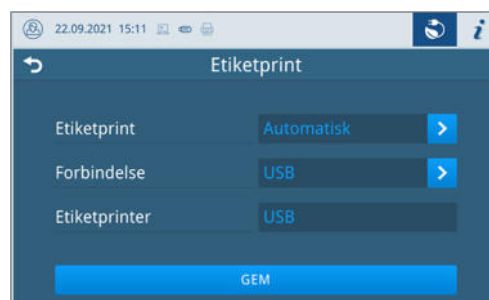 22.09.2021 15:11
Etiketprint
Etiketprint Automatisk
Forbindelse USB
Etiketprinter USB
GEM